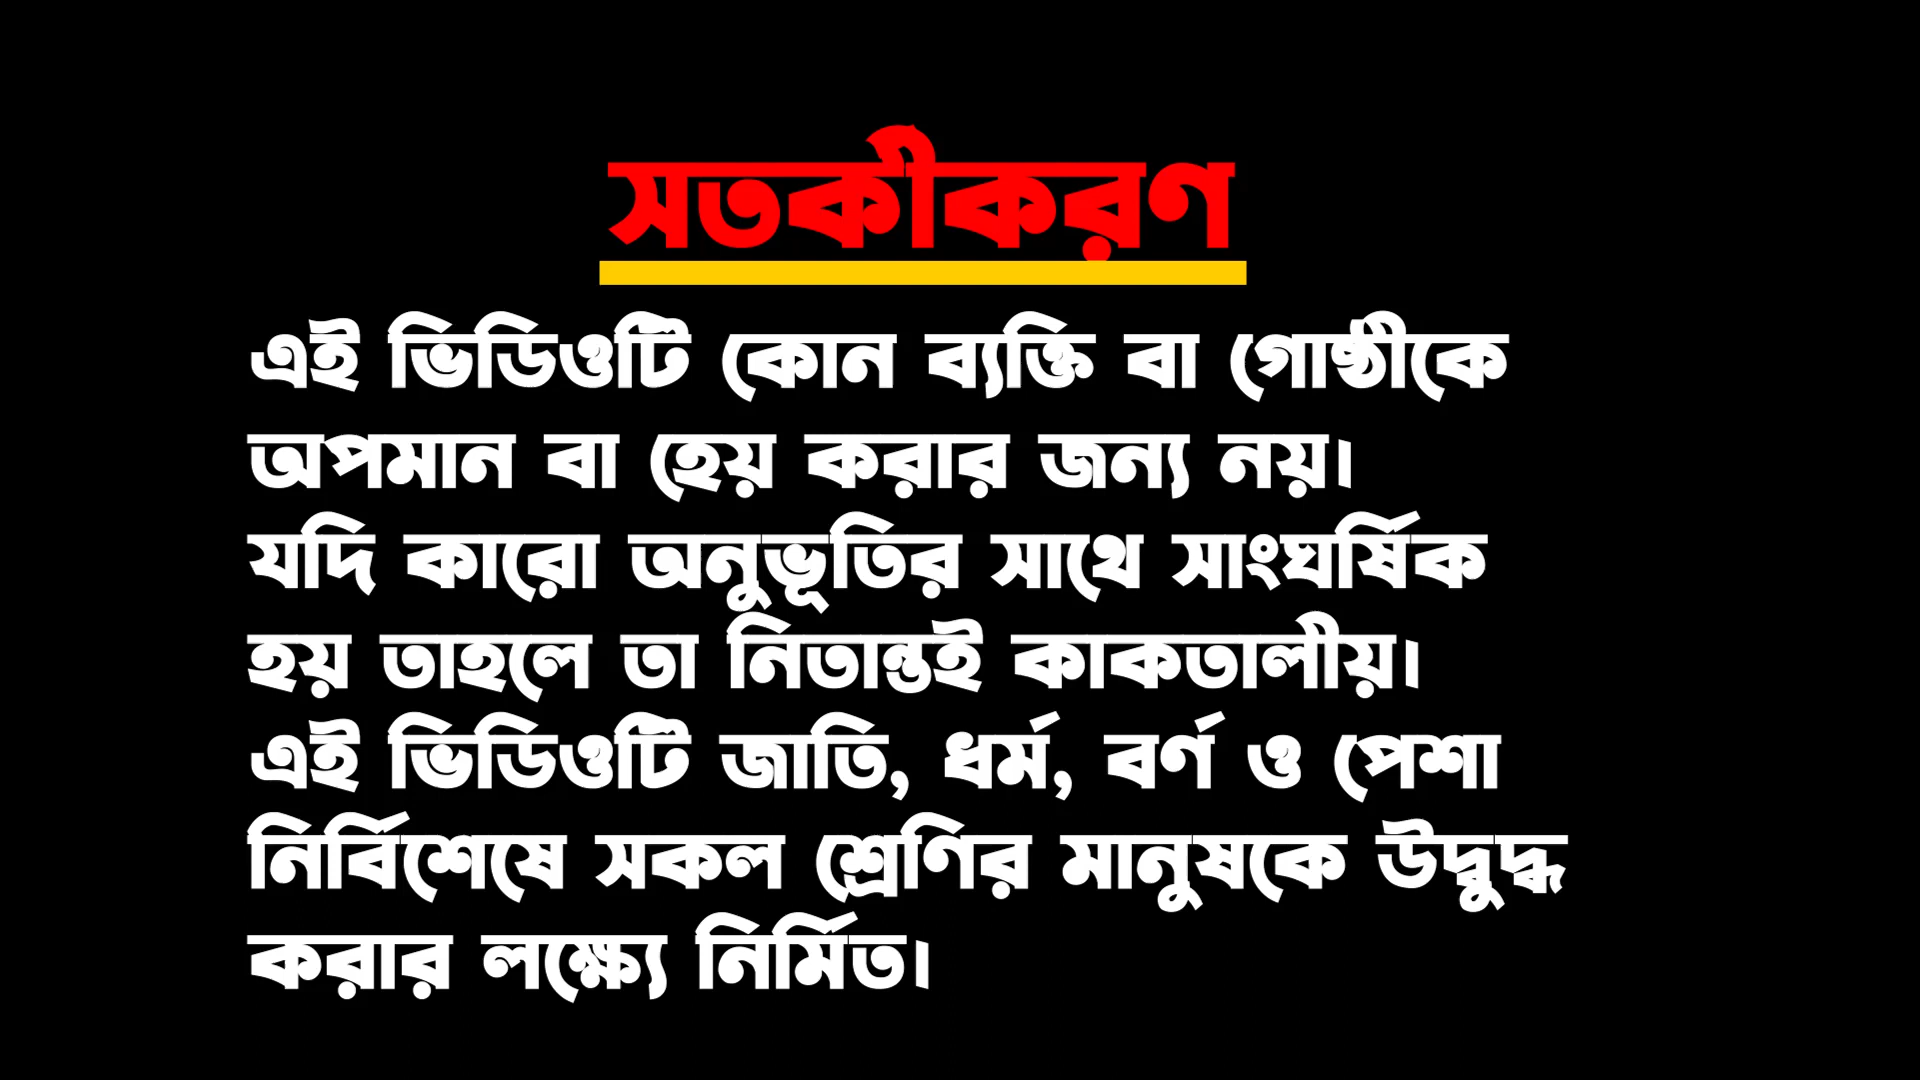 সতকীকরণ
এই ভিডিওটি কোন ব্যক্তি বা গোষ্ঠীকে
অপমান বা হেয় করার জন্য নয়।
যদি কারো অনুভূতির সাথে সাংঘর্ষিক
হয় তাহলে তা নিতান্তই কাকতালীয়।
এই ভিডিওটি জাতি, ধর্ম, বর্ণ ও পেশা
নির্বিশেষে সকল শ্রেণির মানুষকে উদ্বুদ্ধ
করার লক্ষ্যে নির্মিত।